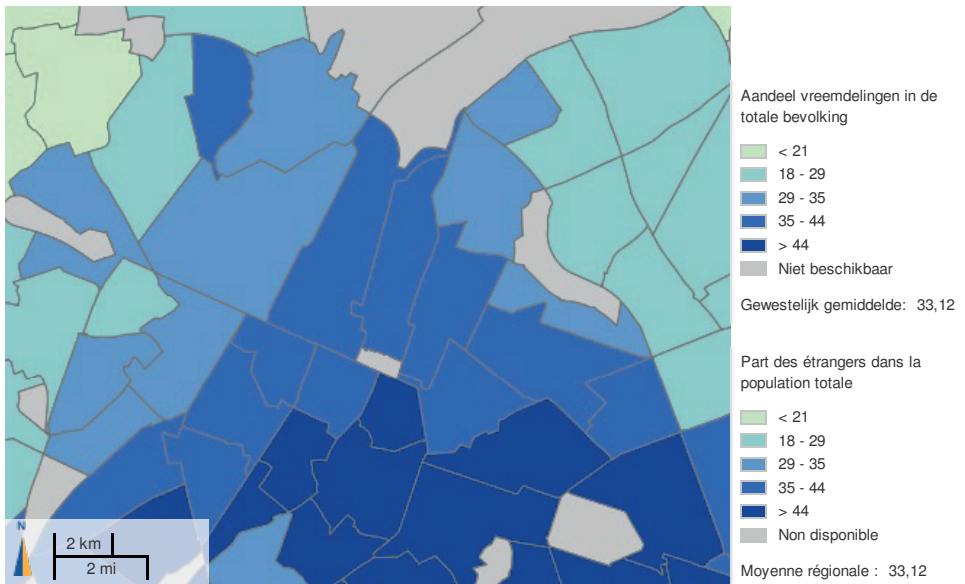 Aandeel vreemdelingen in de
totale bevolking
< 21
18 - 29
29 - 35
35 - 44
> 44
Niet beschikbaar
Gewestelijk gemiddelde: 33,12
Part des étrangers dans la
population totale
< 21
18 - 29
29 - 35
35 - 44
> 44
Non disponible
Moyenne régionale : 33,12
N
2 km
2 mi